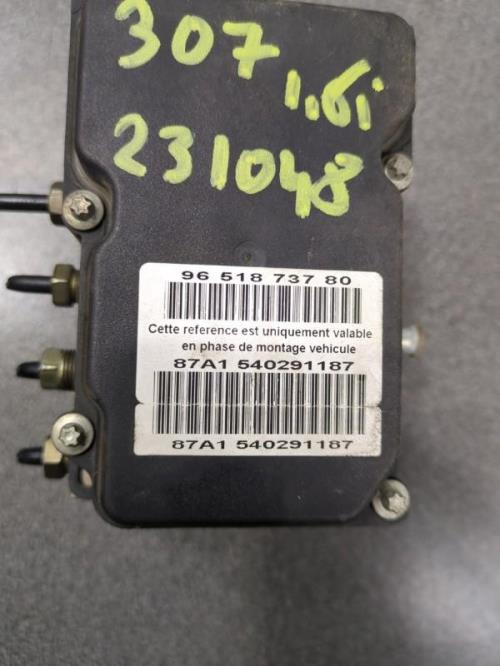 307 1.6i
231048
96 518 737 80
Cette reference est uniquement valable
en phase de montage vehicule
87A1 540291187
87A1 540291187